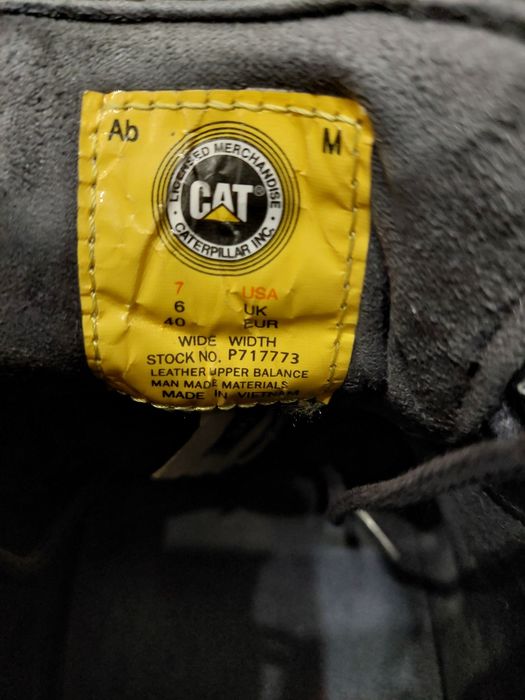 Ab
M
LICENSED MERCHANDISE
CAT®
CATERPILLAR INC.
7 USA
6 UK
40 EUR
WIDE WIDTH
STOCK NO. P717773
LEATHER UPPER BALANCE
MAN MADE MATERIALS
MADE IN VIETNAM